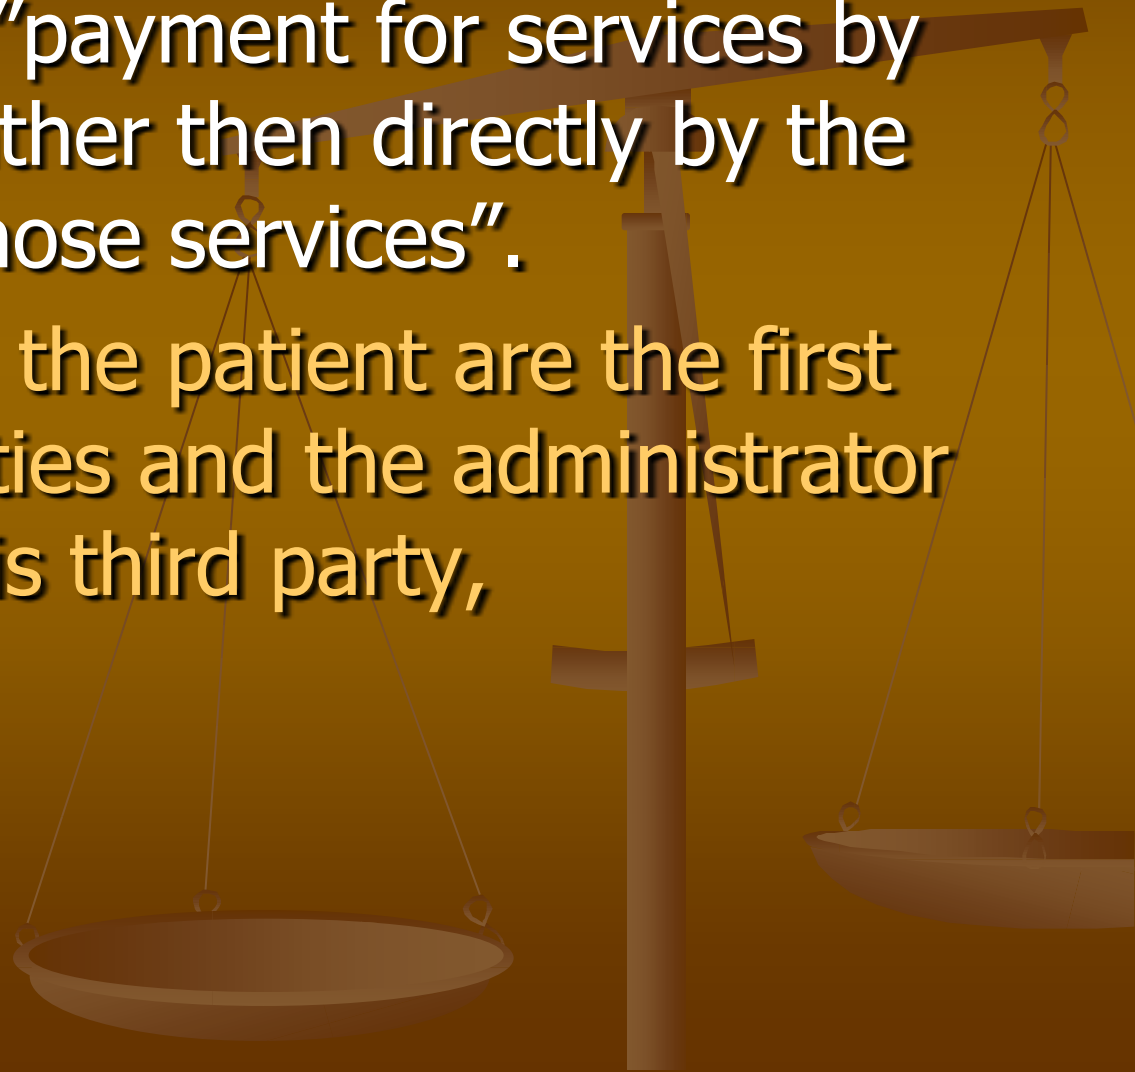 ”payment for services by
ther then directly by the
hose services”.
the patient are the first
ties and the administrator
is third party,